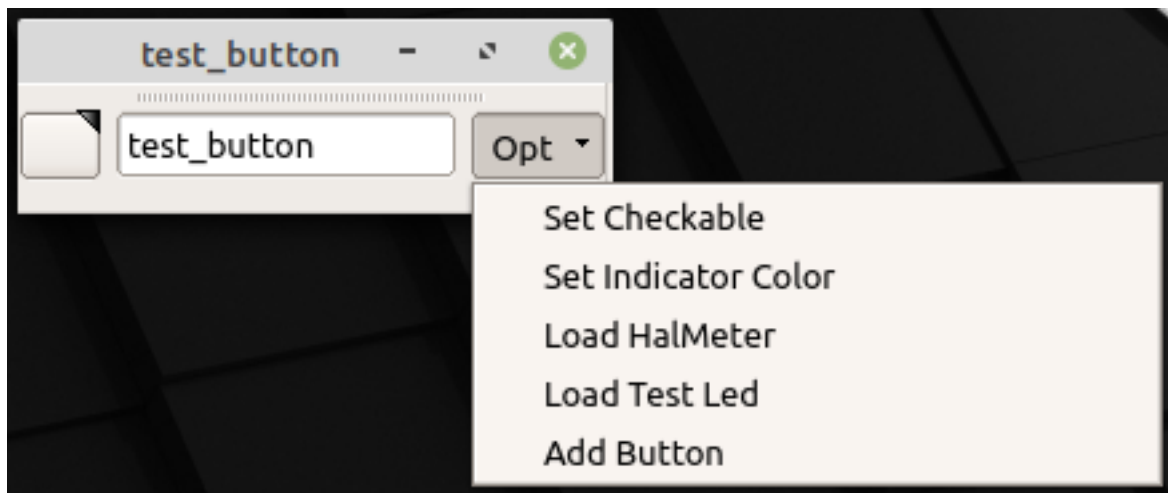 test_button
test_button
Opt
Set Checkable
Set Indicator Color
Load HalMeter
Load Test Led
Add Button